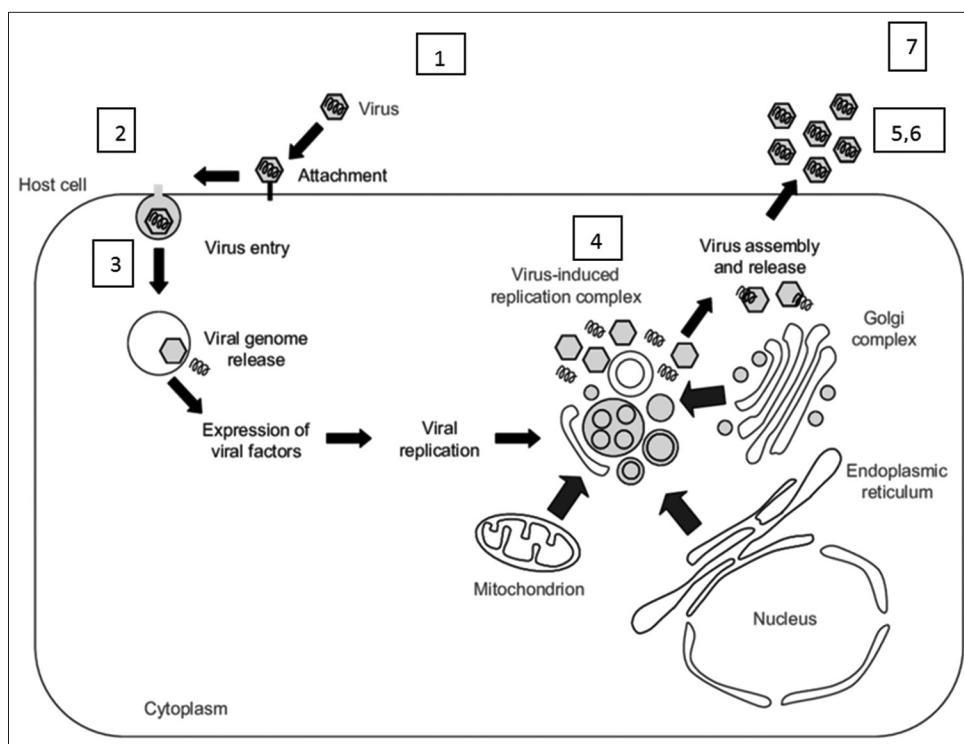 1
7
2
Virus
5,6
Attachment
Host cell
Virus entry
3
4
Virus-induced
replication complex
Virus assembly
and release
Golgi
complex
Viral genome
release
Expression of
viral factors
Viral
replication
Endoplasmic
reticulum
Mitochondrion
Nucleus
Cytoplasm